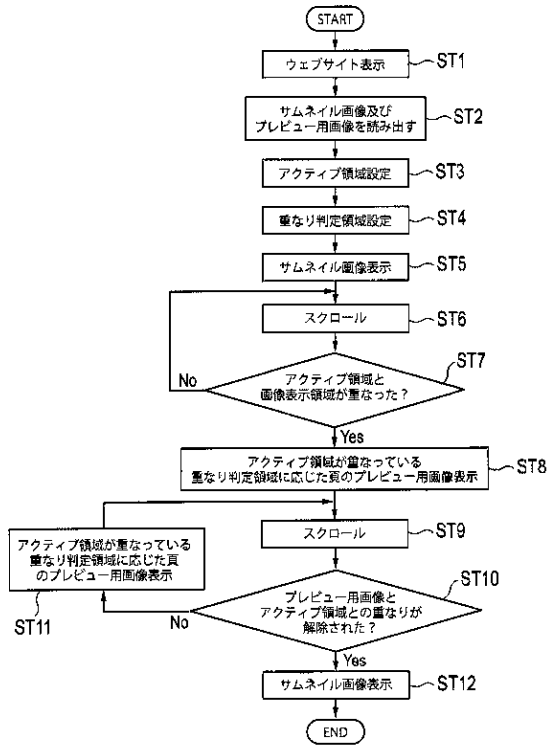 START
ウェブサイト表示
ST1
サムネイル画像及び
プレビュー用画像を読み出す
ST2
アクティブ領域設定
ST3
重なり判定領域設定
ST4
サムネイル画像表示
ST5
スクロール
ST6
アクティブ領域と
画像表示領域が重なった?
ST7
No
Yes
アクティブ領域が重なっている
重なり判定領域に応じた頁のプレビュー用画像表示
ST8
スクロール
ST9
アクティブ領域が重なっている
重なり判定領域に応じた頁
のプレビュー用画像表示
ST11
プレビュー用画像と
アクティブ領域との重なりが
解除された?
ST10
No
Yes
サムネイル画像表示
ST12
END